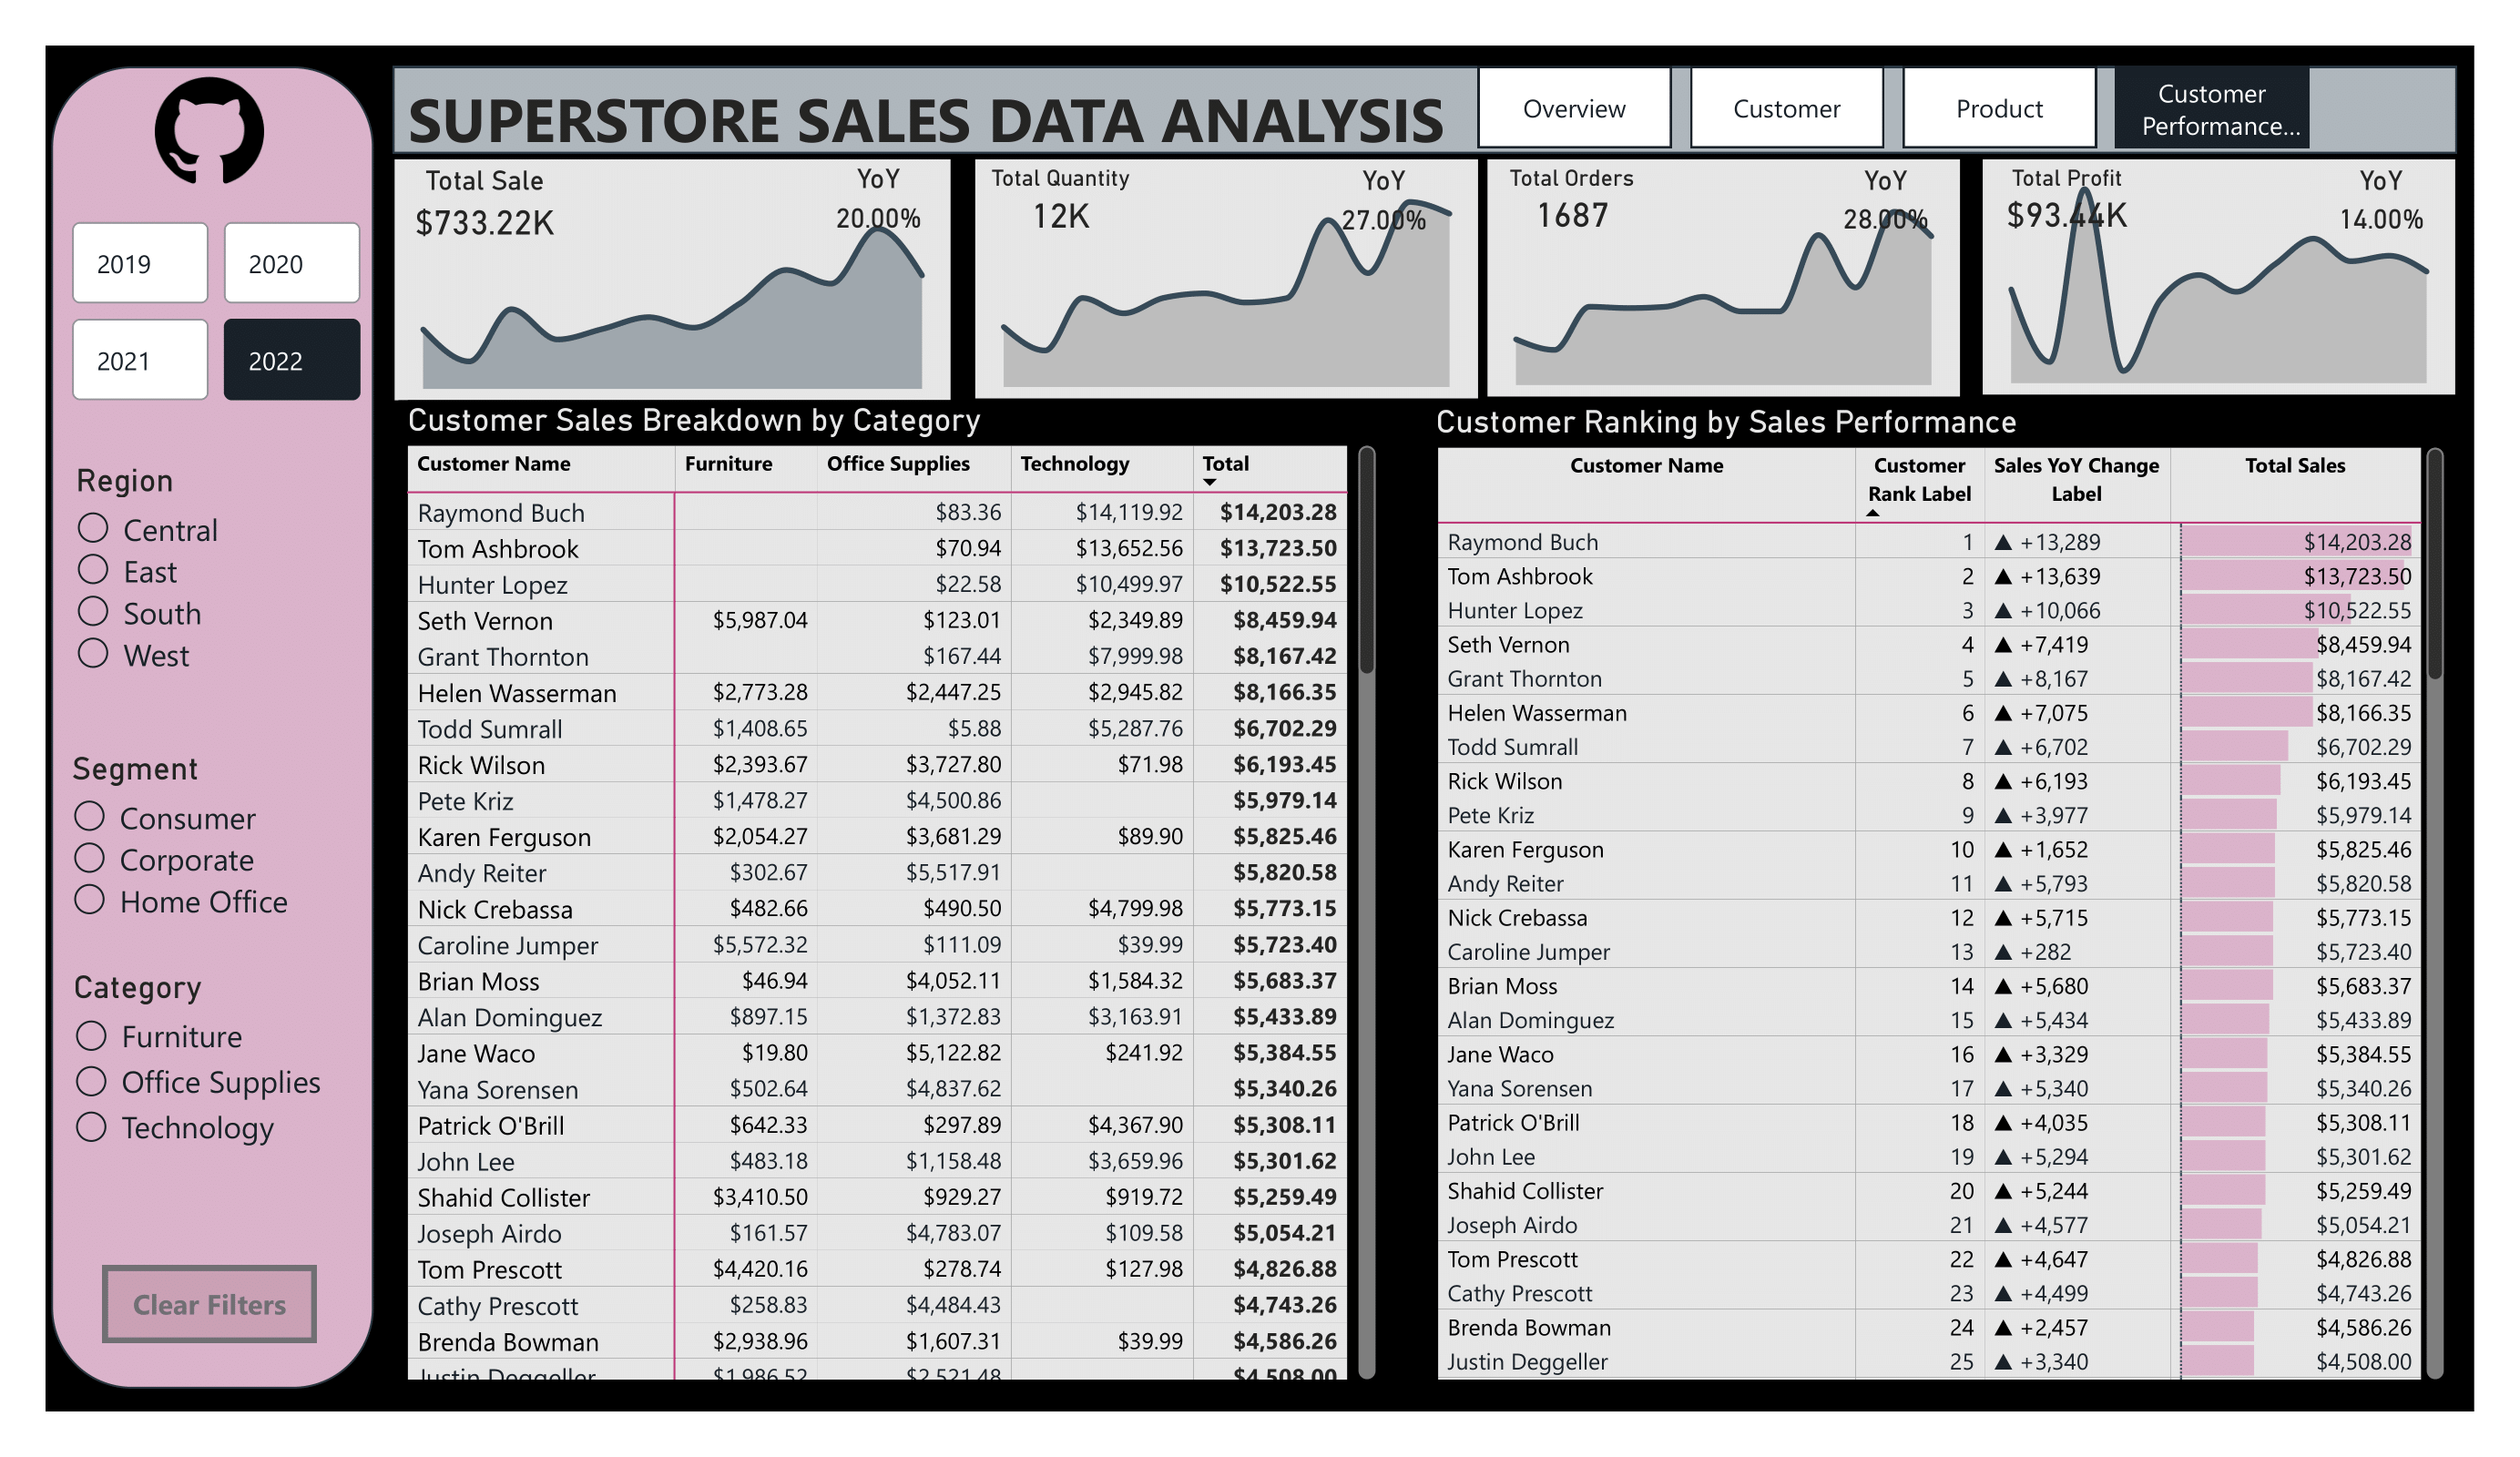 SUPERSTORE SALES DATA ANALYSIS
Overview
Customer
Product
Customer
Performance...
2019
2020
2021
2022
Region
Central
East
South
West
Segment
Consumer
Corporate
Home Office
Category
Furniture
Office Supplies
Technology
Clear Filters
Total Sale
$733.22K
YoY
20.00%
Total Quantity
12K
YoY
27.00%
Total Orders
1687
YoY
28.00%
Total Profit
$93.44K
YoY
14.00%
Customer Sales Breakdown by Category
Customer Name Furniture Office Supplies Technology Total
Raymond Buch $83.36 $14,119.92 $14,203.28
Tom Ashbrook $70.94 $13,652.56 $13,723.50
Hunter Lopez $22.58 $10,499.97 $10,522.55
Seth Vernon $5,987.04 $123.01 $2,349.89 $8,459.94
Grant Thornton $167.44 $7,999.98 $8,167.42
Helen Wasserman $2,773.28 $2,447.25 $2,945.82 $8,166.35
Todd Sumrall $1,408.65 $5.88 $5,287.76 $6,702.29
Rick Wilson $2,393.67 $3,727.80 $71.98 $6,193.45
Pete Kriz $1,478.27 $4,500.86 $5,979.14
Karen Ferguson $2,054.27 $3,681.29 $89.90 $5,825.46
Andy Reiter $302.67 $5,517.91 $5,820.58
Nick Crebassa $482.66 $490.50 $4,799.98 $5,773.15
Caroline Jumper $5,572.32 $111.09 $39.99 $5,723.40
Brian Moss $46.94 $4,052.11 $1,584.32 $5,683.37
Alan Dominguez $897.15 $1,372.83 $3,163.91 $5,433.89
Jane Waco $19.80 $5,122.82 $241.92 $5,384.55
Yana Sorensen $502.64 $4,837.62 $5,340.26
Patrick O'Brill $642.33 $297.89 $4,367.90 $5,308.11
John Lee $483.18 $1,158.48 $3,659.96 $5,301.62
Shahid Collister $3,410.50 $929.27 $919.72 $5,259.49
Joseph Airdo $161.57 $4,783.07 $109.58 $5,054.21
Tom Prescott $4,420.16 $278.74 $127.98 $4,826.88
Cathy Prescott $258.83 $4,484.43 $4,743.26
Brenda Bowman $2,938.96 $1,607.31 $39.99 $4,586.26
Justin Deggeller $1,986.52 $2,521.48 $4,508.00
Customer Ranking by Sales Performance
Customer Name Customer Sales YoY Change Total Sales
Rank Label Label
Raymond Buch 1 ▲ +13,289 $14,203.28
Tom Ashbrook 2 ▲ +13,639 $13,723.50
Hunter Lopez 3 ▲ +10,066 $10,522.55
Seth Vernon 4 ▲ +7,419 $8,459.94
Grant Thornton 5 ▲ +8,167 $8,167.42
Helen Wasserman 6 ▲ +7,075 $8,166.35
Todd Sumrall 7 ▲ +6,702 $6,702.29
Rick Wilson 8 ▲ +6,193 $6,193.45
Pete Kriz 9 ▲ +3,977 $5,979.14
Karen Ferguson 10 ▲ +1,652 $5,825.46
Andy Reiter 11 ▲ +5,793 $5,820.58
Nick Crebassa 12 ▲ +5,715 $5,773.15
Caroline Jumper 13 ▲ +282 $5,723.40
Brian Moss 14 ▲ +5,680 $5,683.37
Alan Dominguez 15 ▲ +5,434 $5,433.89
Jane Waco 16 ▲ +3,329 $5,384.55
Yana Sorensen 17 ▲ +5,340 $5,340.26
Patrick O'Brill 18 ▲ +4,035 $5,308.11
John Lee 19 ▲ +5,294 $5,301.62
Shahid Collister 20 ▲ +5,244 $5,259.49
Joseph Airdo 21 ▲ +4,577 $5,054.21
Tom Prescott 22 ▲ +4,647 $4,826.88
Cathy Prescott 23 ▲ +4,499 $4,743.26
Brenda Bowman 24 ▲ +2,457 $4,586.26
Justin Deggeller 25 ▲ +3,340 $4,508.00